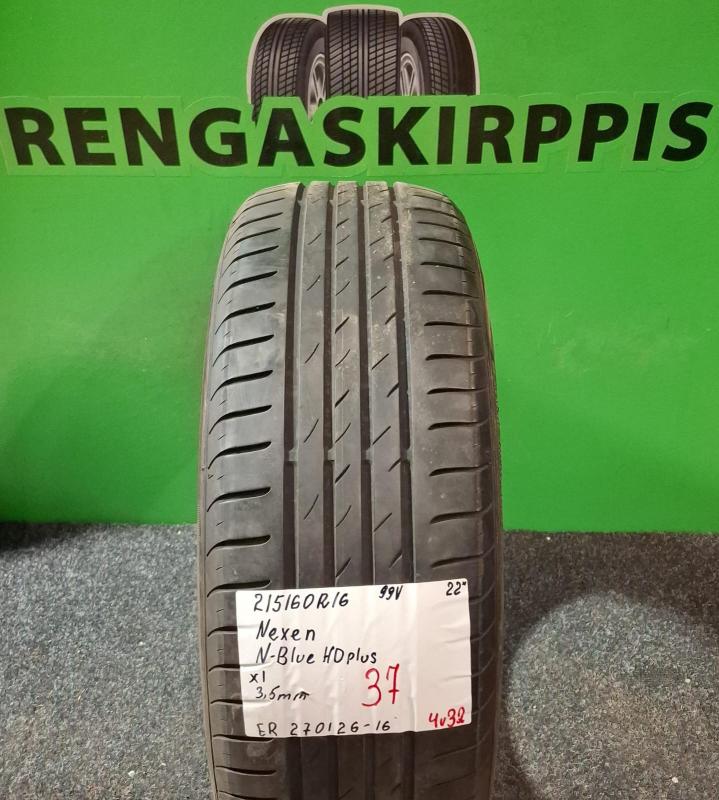 RENGASKIRPPIS
215/60R16 99V 22"
Nexen
N-Blue HDplus
x1
3,5mm 37
ER 270126-16 4v32